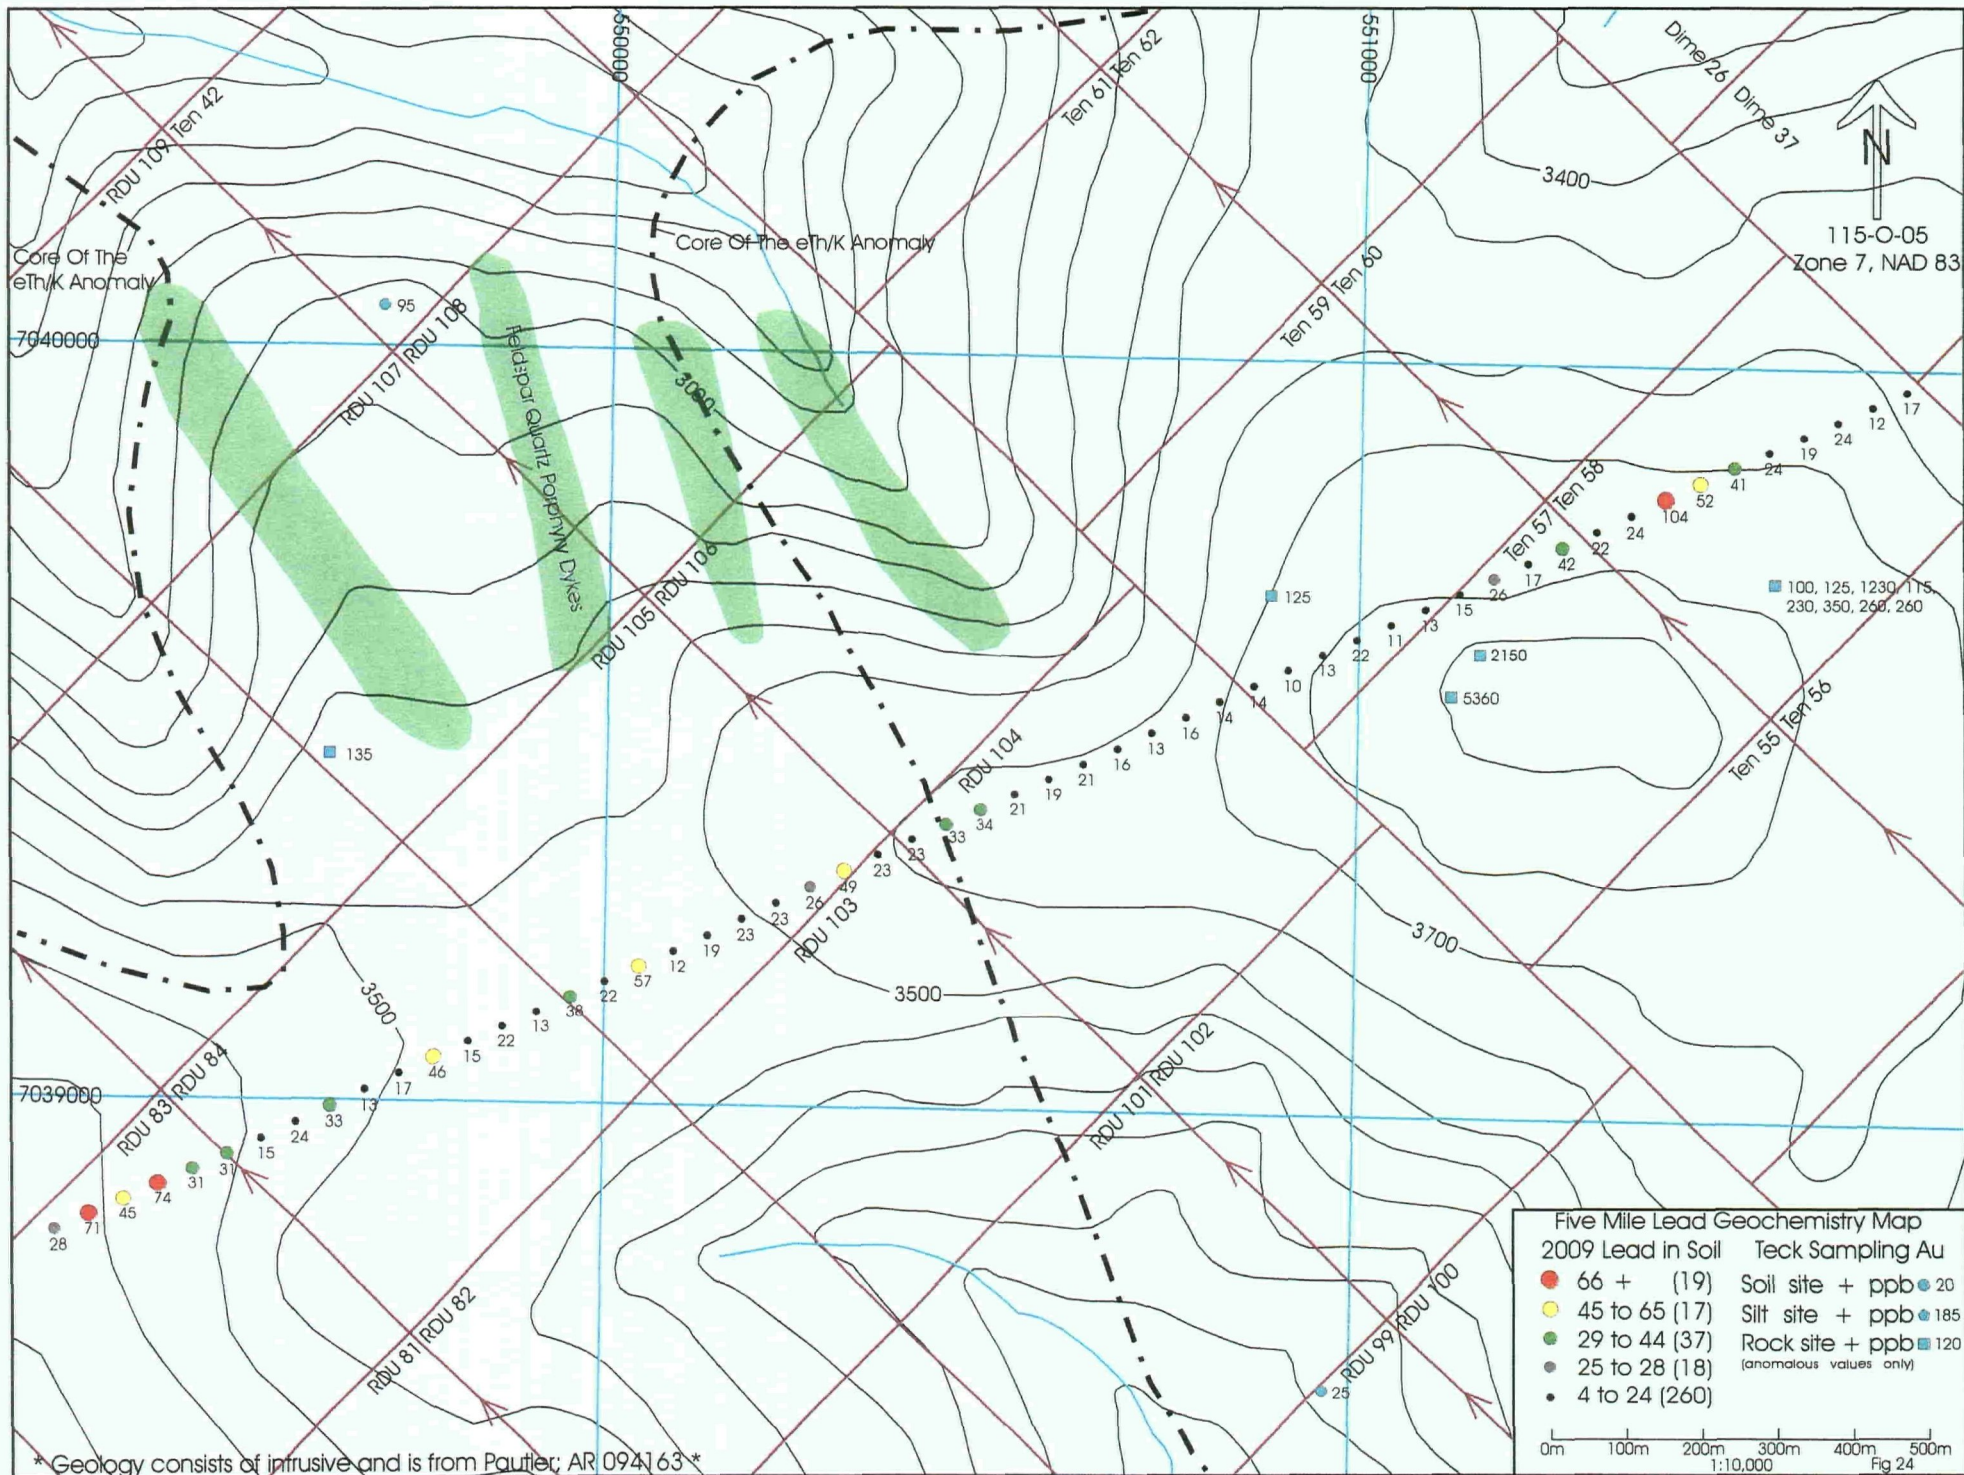 550000
551000
Dime 26
Dime 37
Ten 61 Ten 62
RDU 109 Ten 42
N
3400
115-O-05
Zone 7, NAD 83
Core Of The
eTh/K Anomaly
Core Of The eTh/K Anomaly
Ten 59 Ten 60
95
7040000
RDU 107 RDU 108
Feldspar Quartz Porphyry Dykes
3000
17
12
24
19
24
41
52
104
24
22
42
17
26
15
13
11
22
13
10
14
14
16
13
16
21
19
21
34
33
23
23
49
26
23
23
19
12
57
22
38
13
22
15
46
17
13
33
24
15
31
31
74
45
71
28
Ten 57 Ten 58
RDU 105 RDU 106
125
100, 125, 1230, 115,
230, 350, 260, 260
2150
5360
Ten 55 Ten 56
135
RDU 104
RDU 103
3700
3500
3500
RDU 83 RDU 84
7039000
RDU 101 RDU 102
RDU 81 RDU 82
RDU 99 RDU 100
25
Five Mile Lead Geochemistry Map
2009 Lead in Soil Teck Sampling Au
66 + (19) Soil site + ppb 20
45 to 65 (17) Silt site + ppb 185
29 to 44 (37) Rock site + ppb 120
(anomalous values only)
25 to 28 (18)
4 to 24 (260)
0m 100m 200m 300m 400m 500m
1:10,000 Fig 24
* Geology consists of intrusive and is from Pautler; AR 094163 *